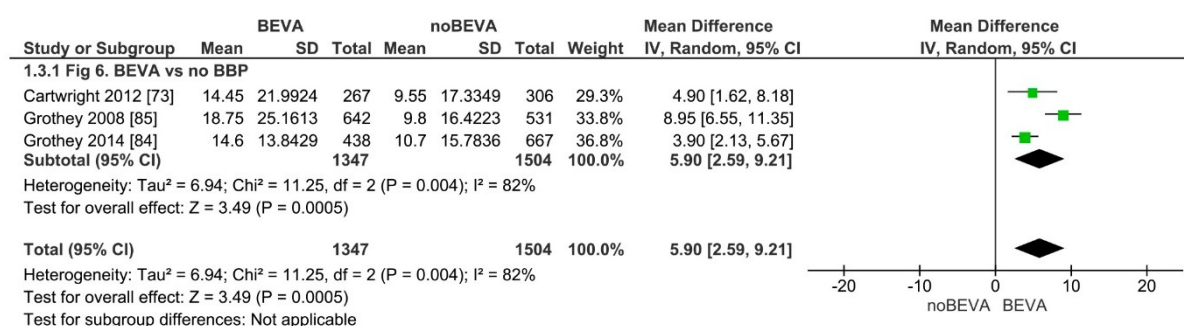 BEVA noBEVA Mean Difference Mean Difference
Study or Subgroup Mean SD Total Mean SD Total Weight IV, Random, 95% CI IV, Random, 95% CI
1.3.1 Fig 6. BEVA vs no BBP
Cartwright 2012 [73] 14.45 21.9924 267 9.55 17.3349 306 29.3% 4.90 [1.62, 8.18]
Grothey 2008 [85] 18.75 25.1613 642 9.8 16.4223 531 33.8% 8.95 [6.55, 11.35]
Grothey 2014 [84] 14.6 13.8429 438 10.7 15.7836 667 36.8% 3.90 [2.13, 5.67]
Subtotal (95% CI) 1347 1504 100.0% 5.90 [2.59, 9.21]
Heterogeneity: Tau² = 6.94; Chi² = 11.25, df = 2 (P = 0.004); I² = 82%
Test for overall effect: Z = 3.49 (P = 0.0005)
Total (95% CI) 1347 1504 100.0% 5.90 [2.59, 9.21]
Heterogeneity: Tau² = 6.94; Chi² = 11.25, df = 2 (P = 0.004); I² = 82%
-20 -10 0 10 20
Test for overall effect: Z = 3.49 (P = 0.0005)
noBEVA BEVA
Test for subgroup differences: Not applicable